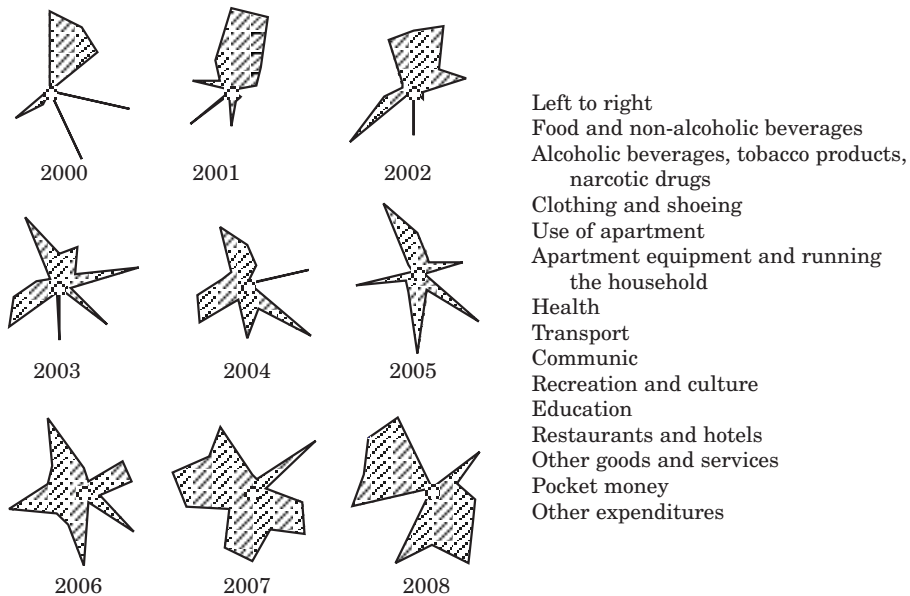 2000
2001
2002
2003
2004
2005
2006
2007
2008
Left to right
Food and non-alcoholic beverages
Alcoholic beverages, tobacco products,
narcotic drugs
Clothing and shoeing
Use of apartment
Apartment equipment and running
the household
Health
Transport
Communic
Recreation and culture
Education
Restaurants and hotels
Other goods and services
Pocket money
Other expenditures